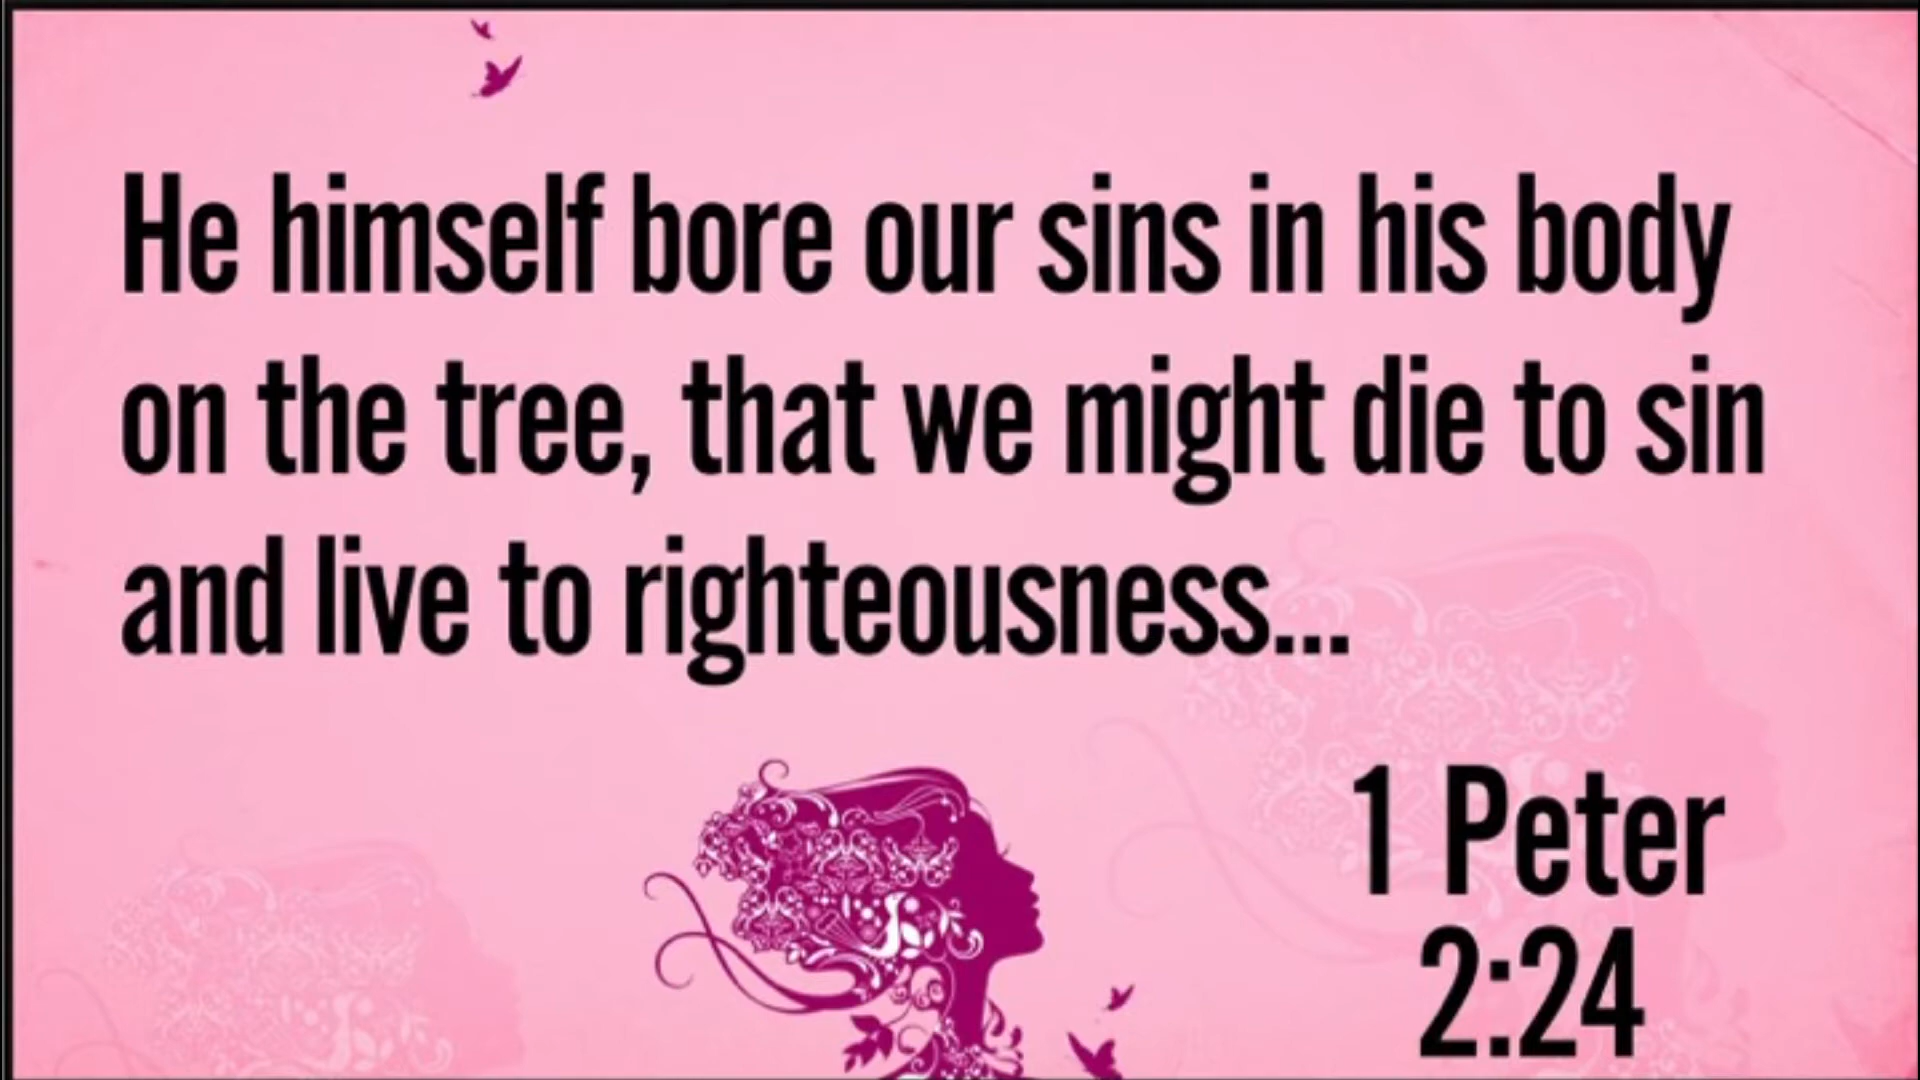 He himself bore our sins in his body
on the tree, that we might die to sin
and live to righteousness...
1 Peter
2:24